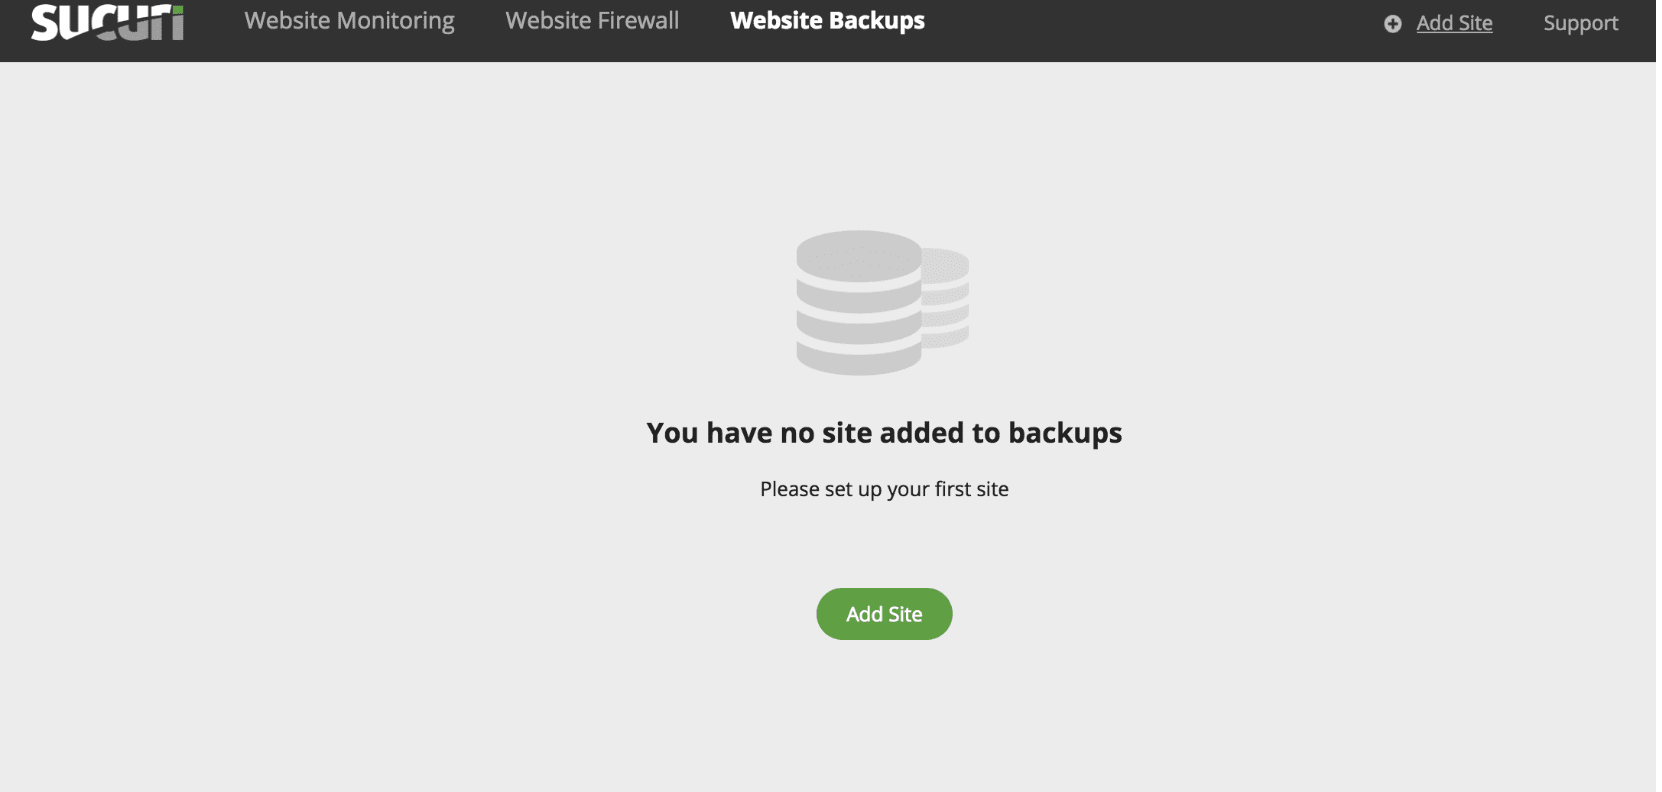 sucuri
Website Monitoring
Website Firewall
Website Backups
Add Site
Support
You have no site added to backups
Please set up your first site
Add Site